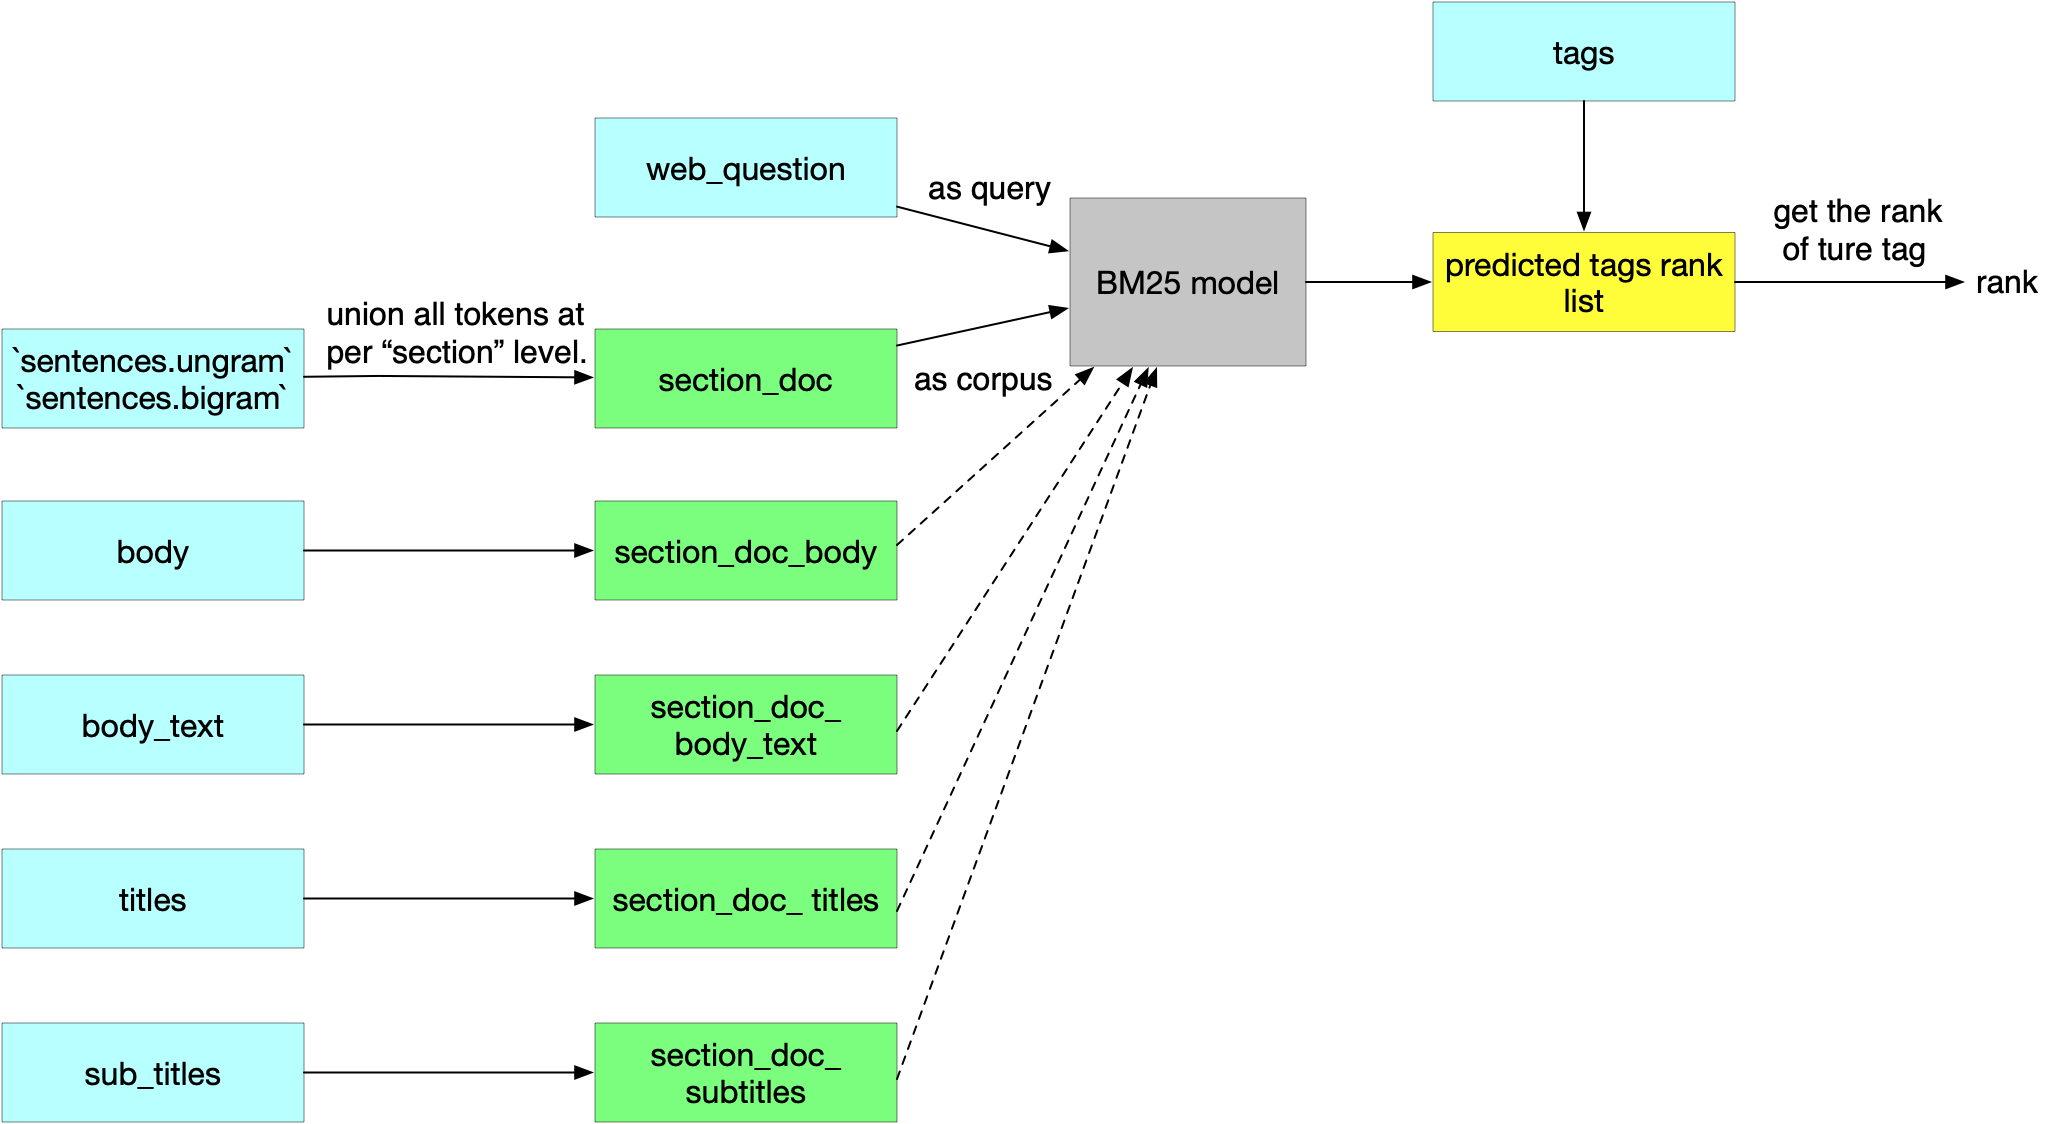 tags
web_question
as query
get the rank
of ture tag
BM25 model
predicted tags rank
list
rank
union all tokens at
per “section” level.
`sentences.ungram`
`sentences.bigram`
section_doc
as corpus
body
section_doc_body
body_text
section_doc_
body_text
titles
section_doc_ titles
sub_titles
section_doc_
subtitles